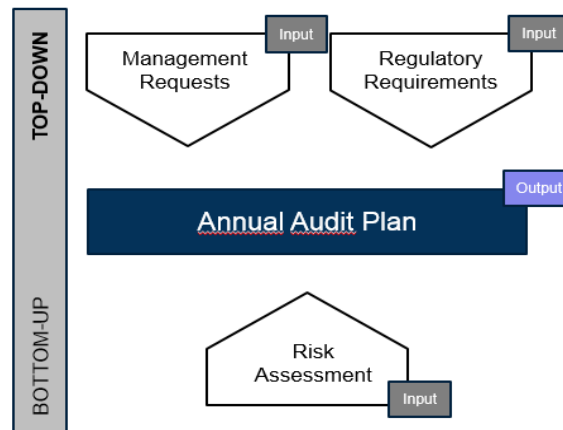 TOP-DOWN
Input
Management
Requests
Input
Regulatory
Requirements
Output
Annual Audit Plan
BOTTOM-UP
Risk
Assessment
Input